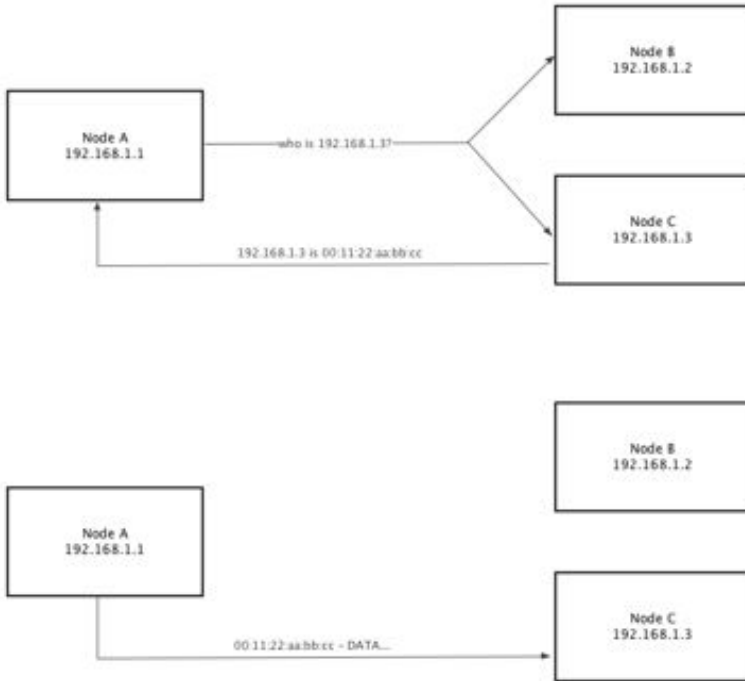 Node B
192.168.1.2
Node A
192.168.1.1
who is 192.168.1.3?
Node C
192.168.1.3
192.168.1.3 is 00:11:22:aa:bb:cc
Node B
192.168.1.2
Node A
192.168.1.1
Node C
192.168.1.3
00:11:22:aa:bb:cc - DATA...